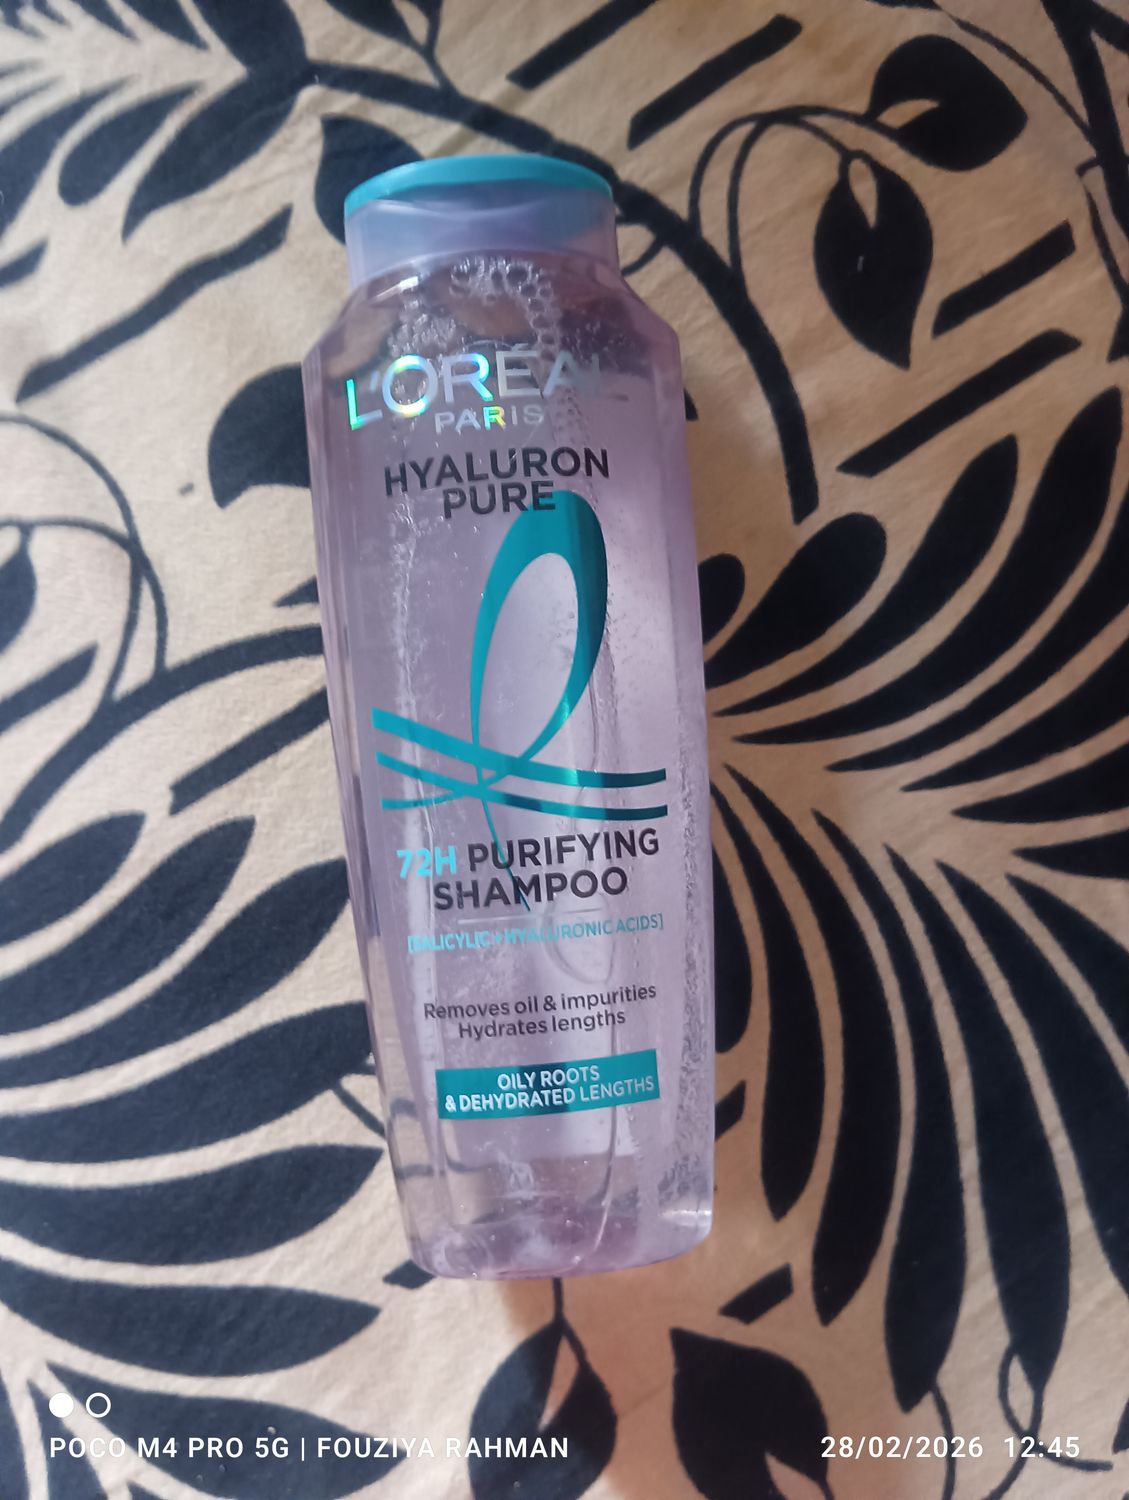 L'ORÉAL
PARIS
HYALURON
PURE
72H PURIFYING
SHAMPOO
[SALICYLIC + HYALURONIC ACIDS]
Removes oil & impurities
Hydrates lengths
OILY ROOTS
& DEHYDRATED LENGTHS
POCO M4 PRO 5G | FOUZIYA RAHMAN
28/02/2026 12:45